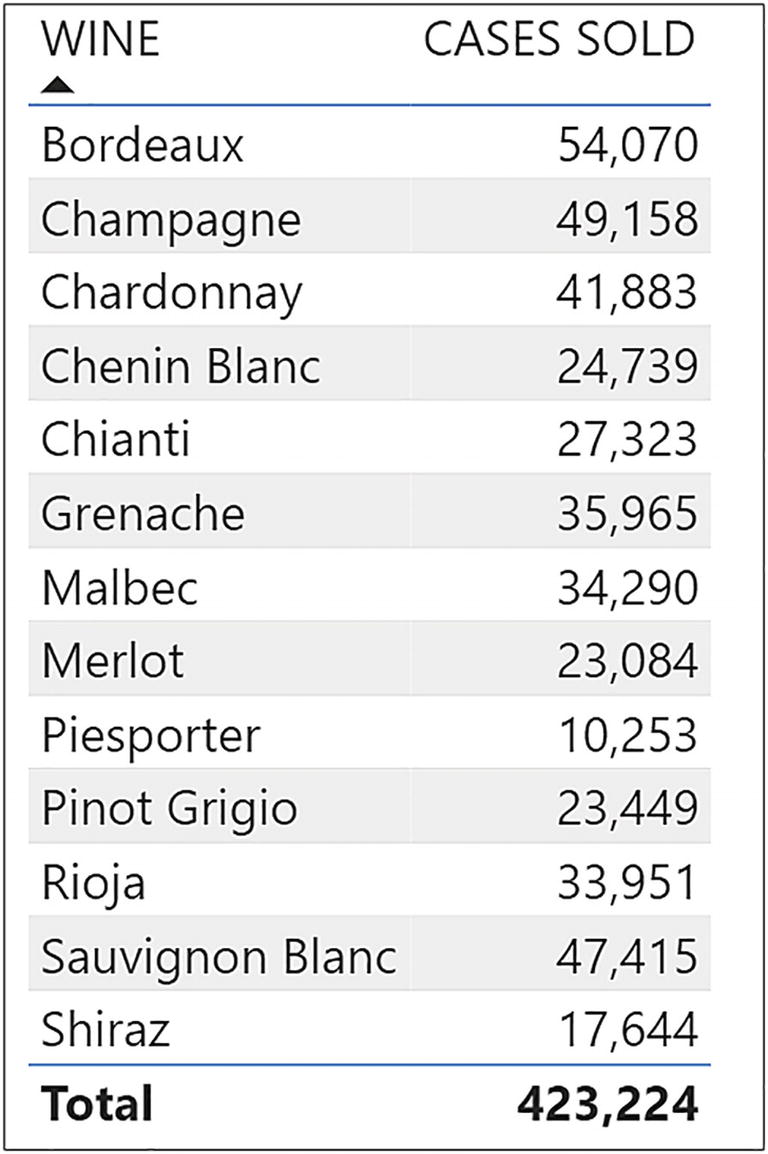 WINE CASES SOLD
Bordeaux 54,070
Champagne 49,158
Chardonnay 41,883
Chenin Blanc 24,739
Chianti 27,323
Grenache 35,965
Malbec 34,290
Merlot 23,084
Piesporter 10,253
Pinot Grigio 23,449
Rioja 33,951
Sauvignon Blanc 47,415
Shiraz 17,644
Total 423,224